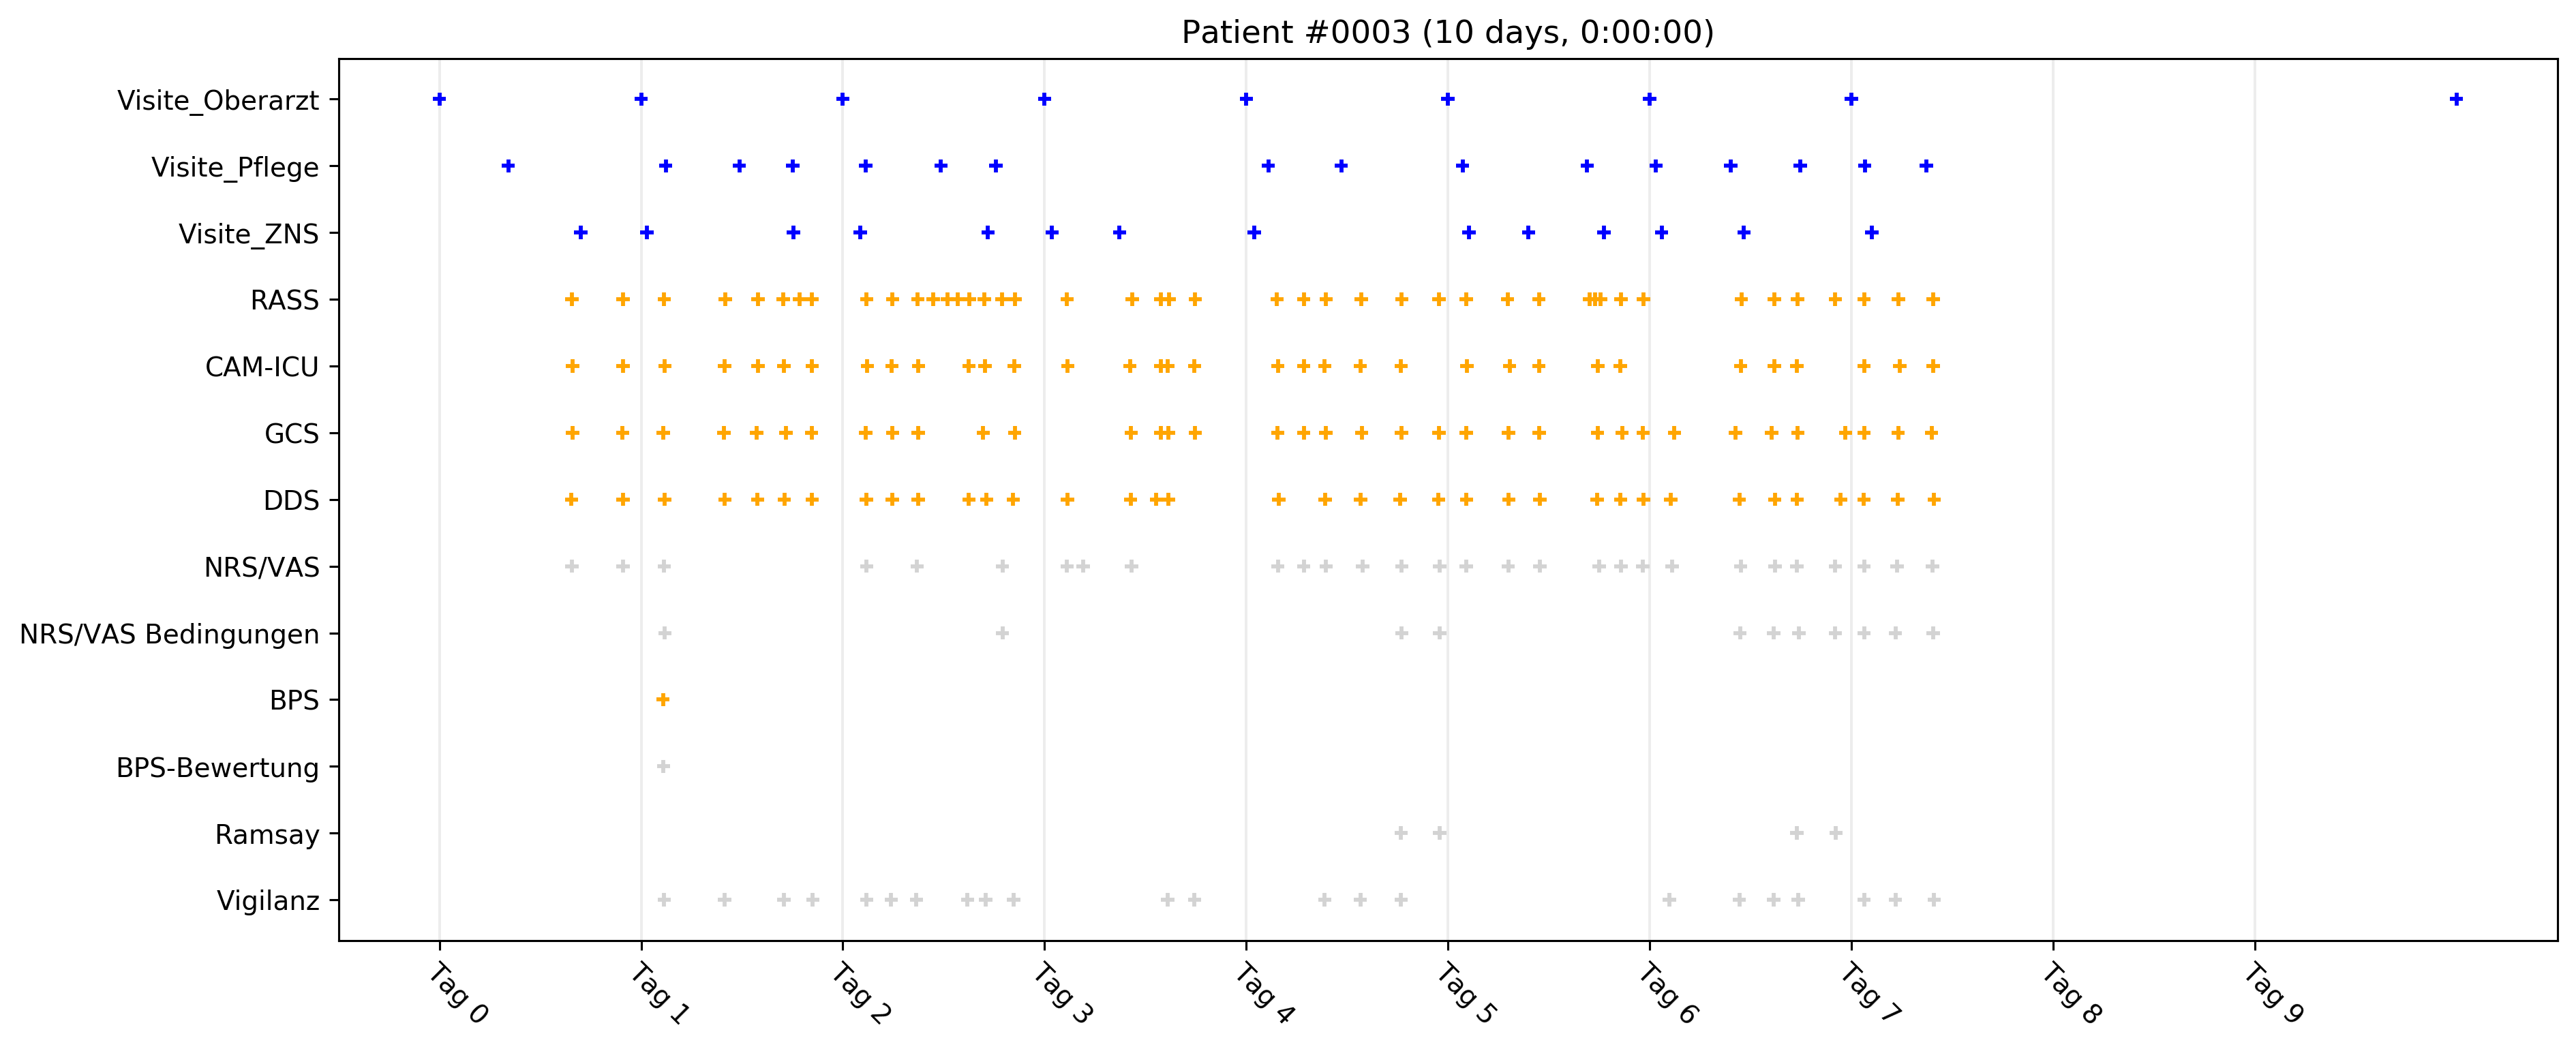 Patient #0003 (10 days, 0:00:00)
Visite_Oberarzt
Visite_Pflege
Visite_ZNS
RASS
CAM-ICU
GCS
DDS
NRS/VAS
NRS/VAS Bedingungen
BPS
BPS-Bewertung
Ramsay
Vigilanz
Tag 0
Tag 1
Tag 2
Tag 3
Tag 4
Tag 5
Tag 6
Tag 7
Tag 8
Tag 9